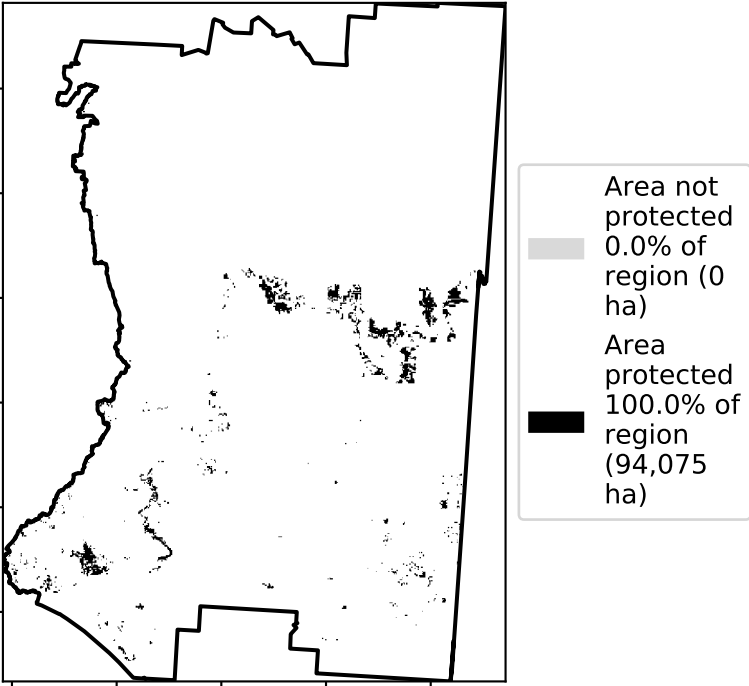 Area not
protected
0.0% of
region (0
ha)
Area
protected
100.0% of
region
(94,075
ha)